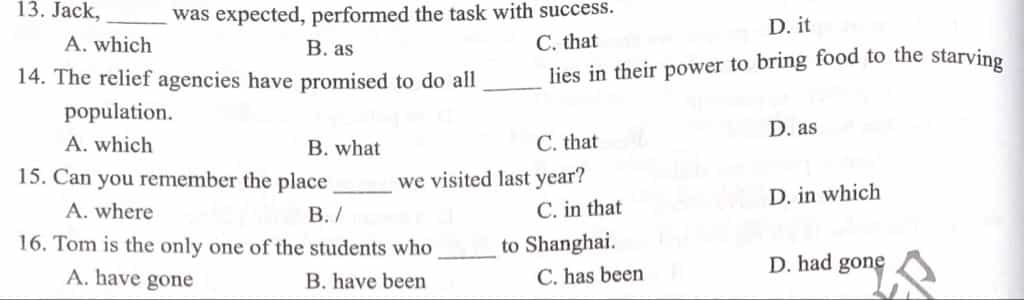 13. Jack, ______ was expected, performed the task with success.
A. which B. as C. that D. it
14. The relief agencies have promised to do all ______ lies in their power to bring food to the starving
population.
A. which B. what C. that D. as
15. Can you remember the place ______ we visited last year?
A. where B. / C. in that D. in which
16. Tom is the only one of the students who ______ to Shanghai.
A. have gone B. have been C. has been D. had gone